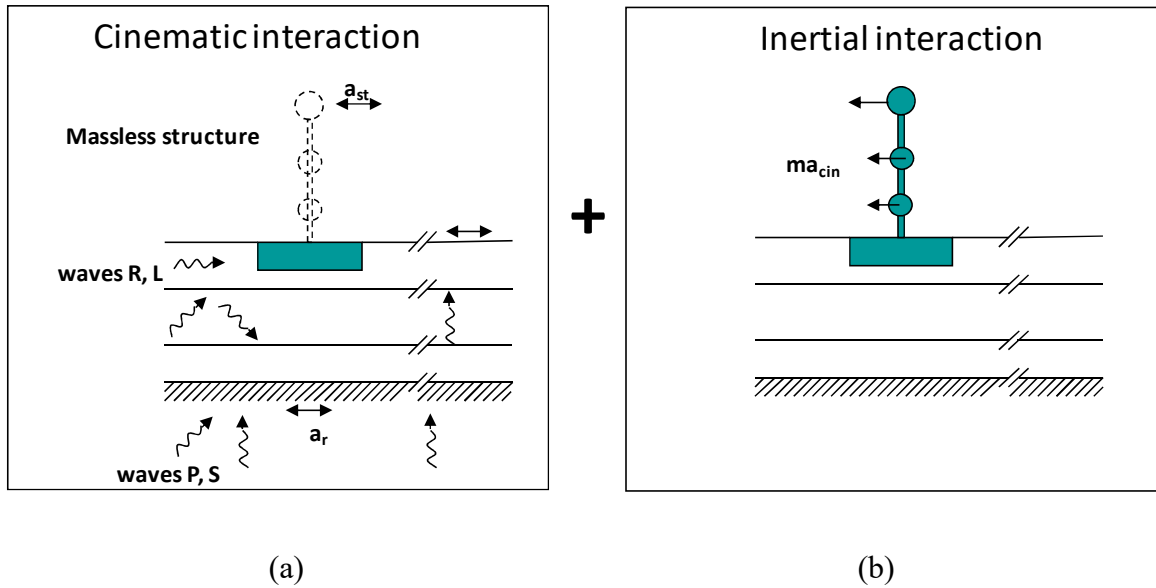 Cinematic interaction
a_st
Massless structure
waves R, L
a_r
waves P, S
+
Inertial interaction
ma_cin
(a)
(b)